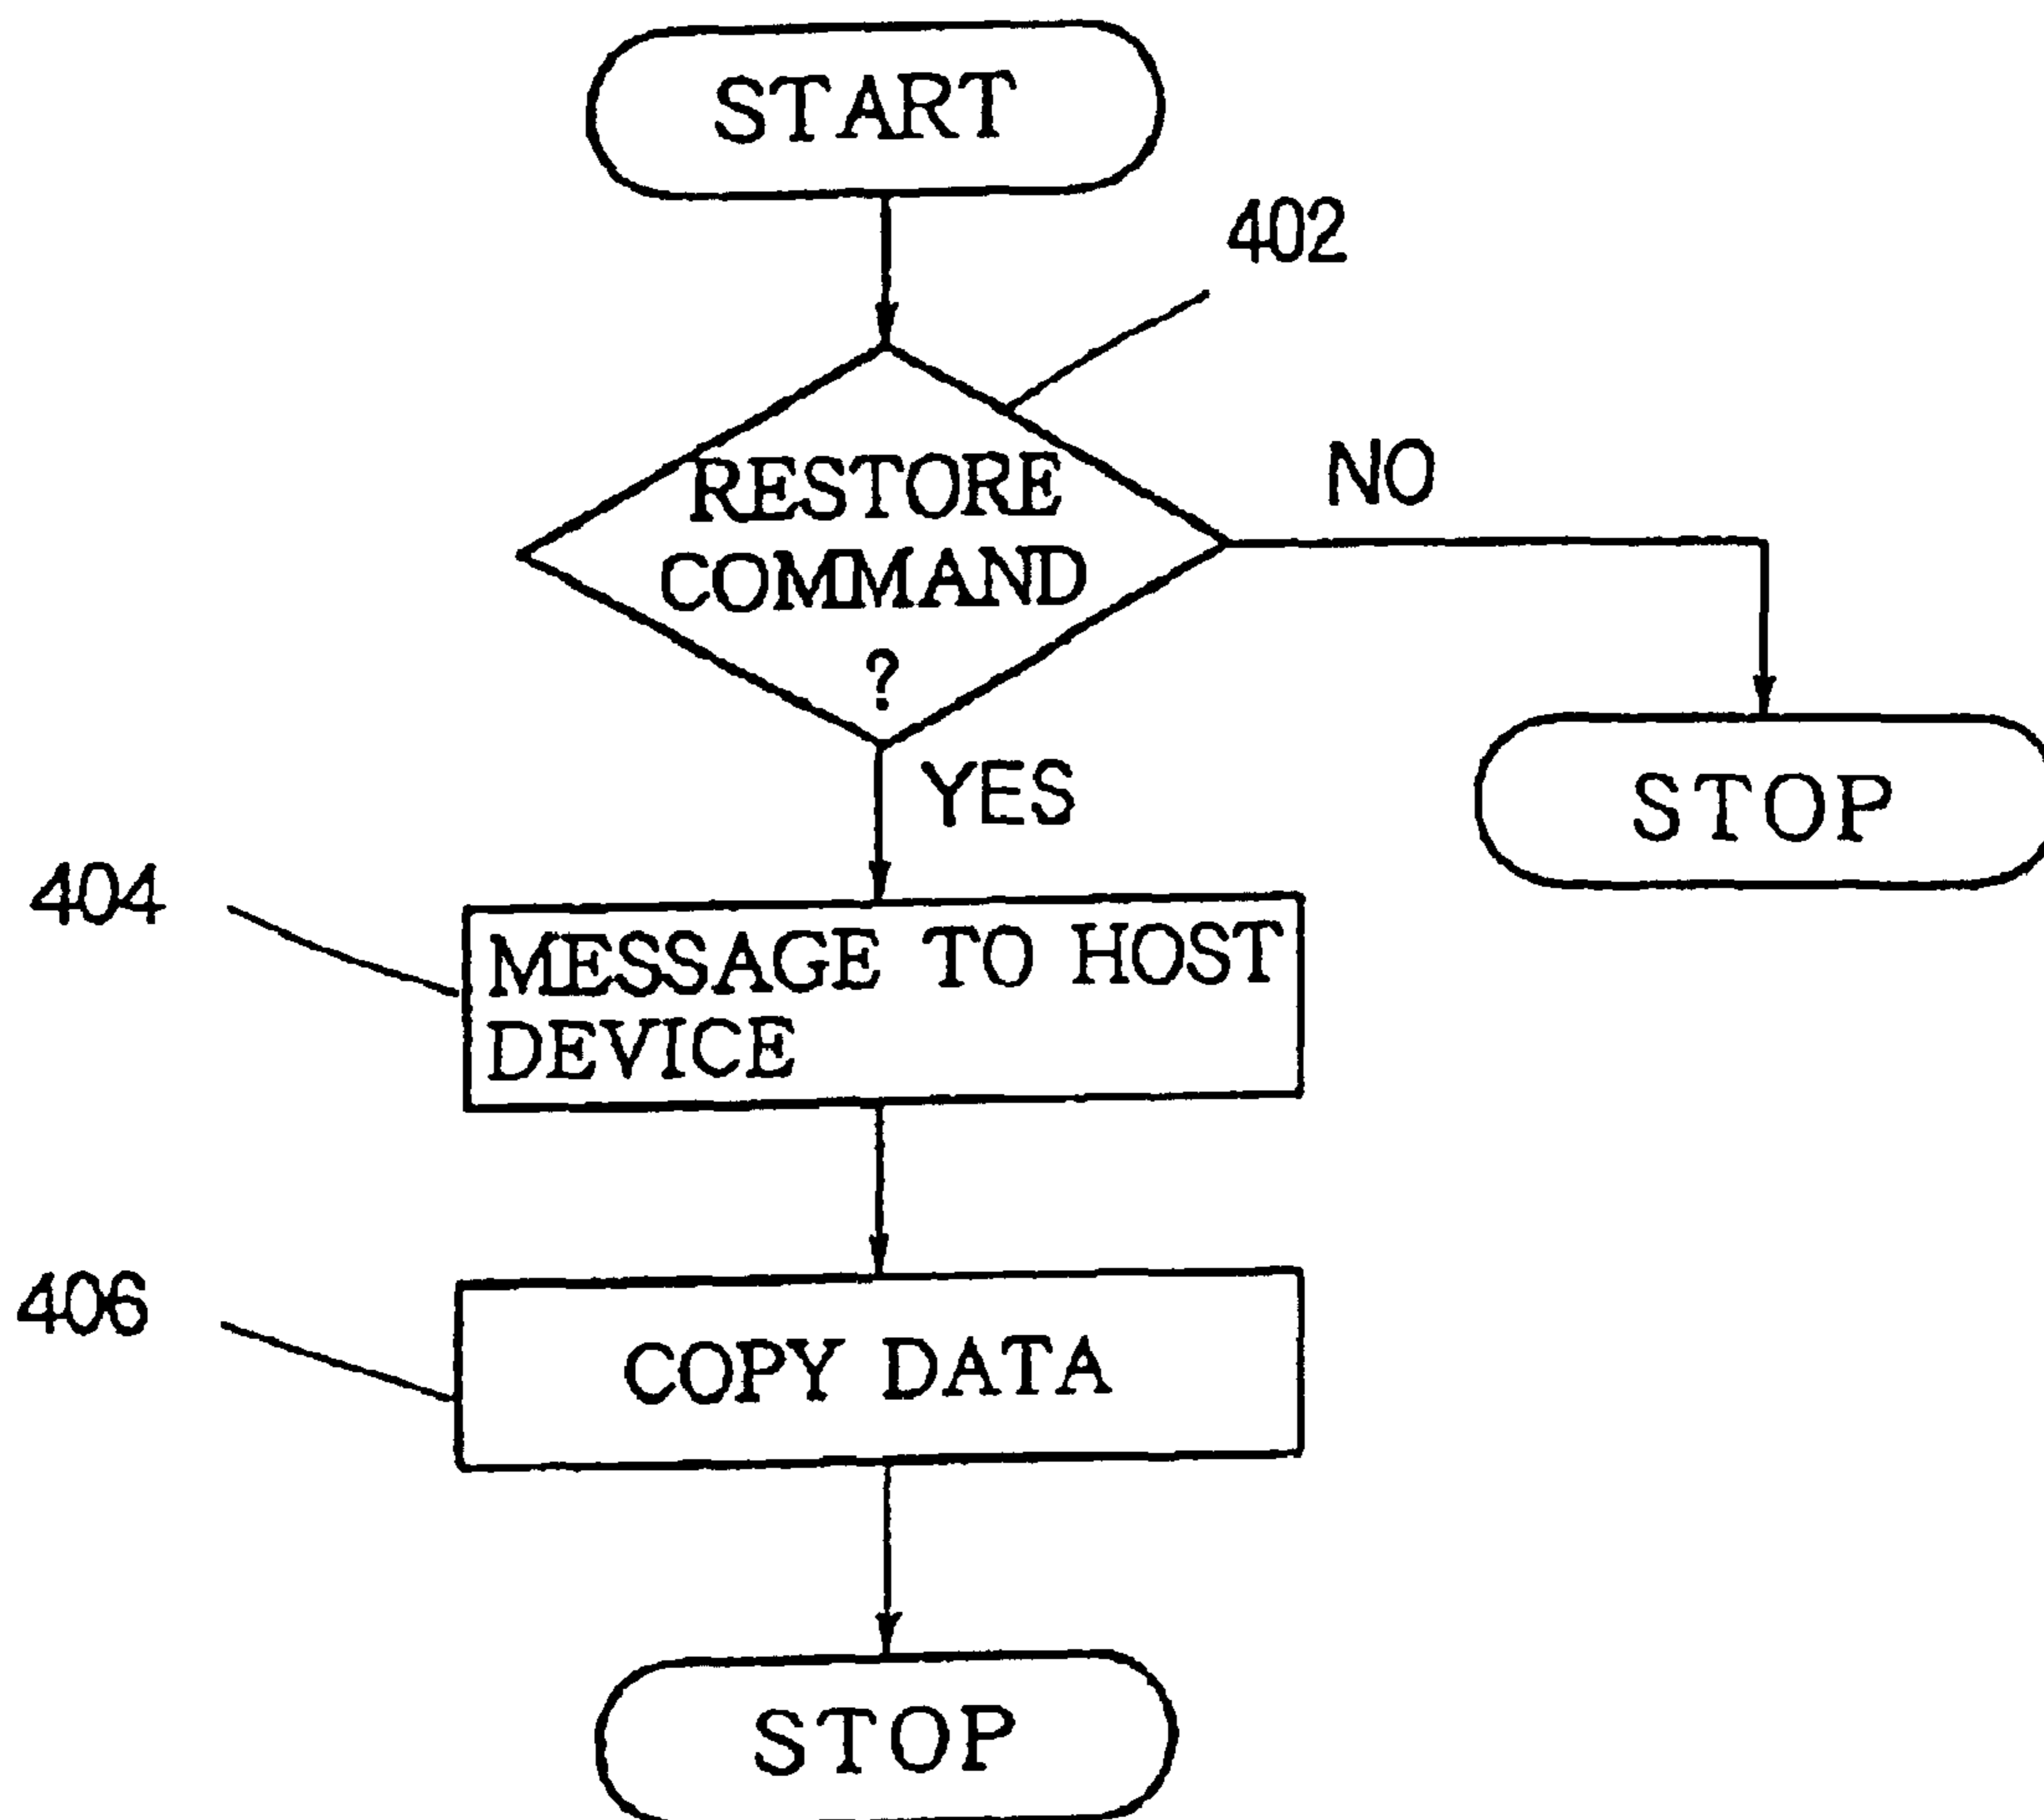 START
402
RESTORE
COMMAND
?
NO
YES
STOP
404
MESSAGE TO HOST
DEVICE
406
COPY DATA
STOP